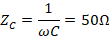 Z_C = 1/(ωC) = 50Ω